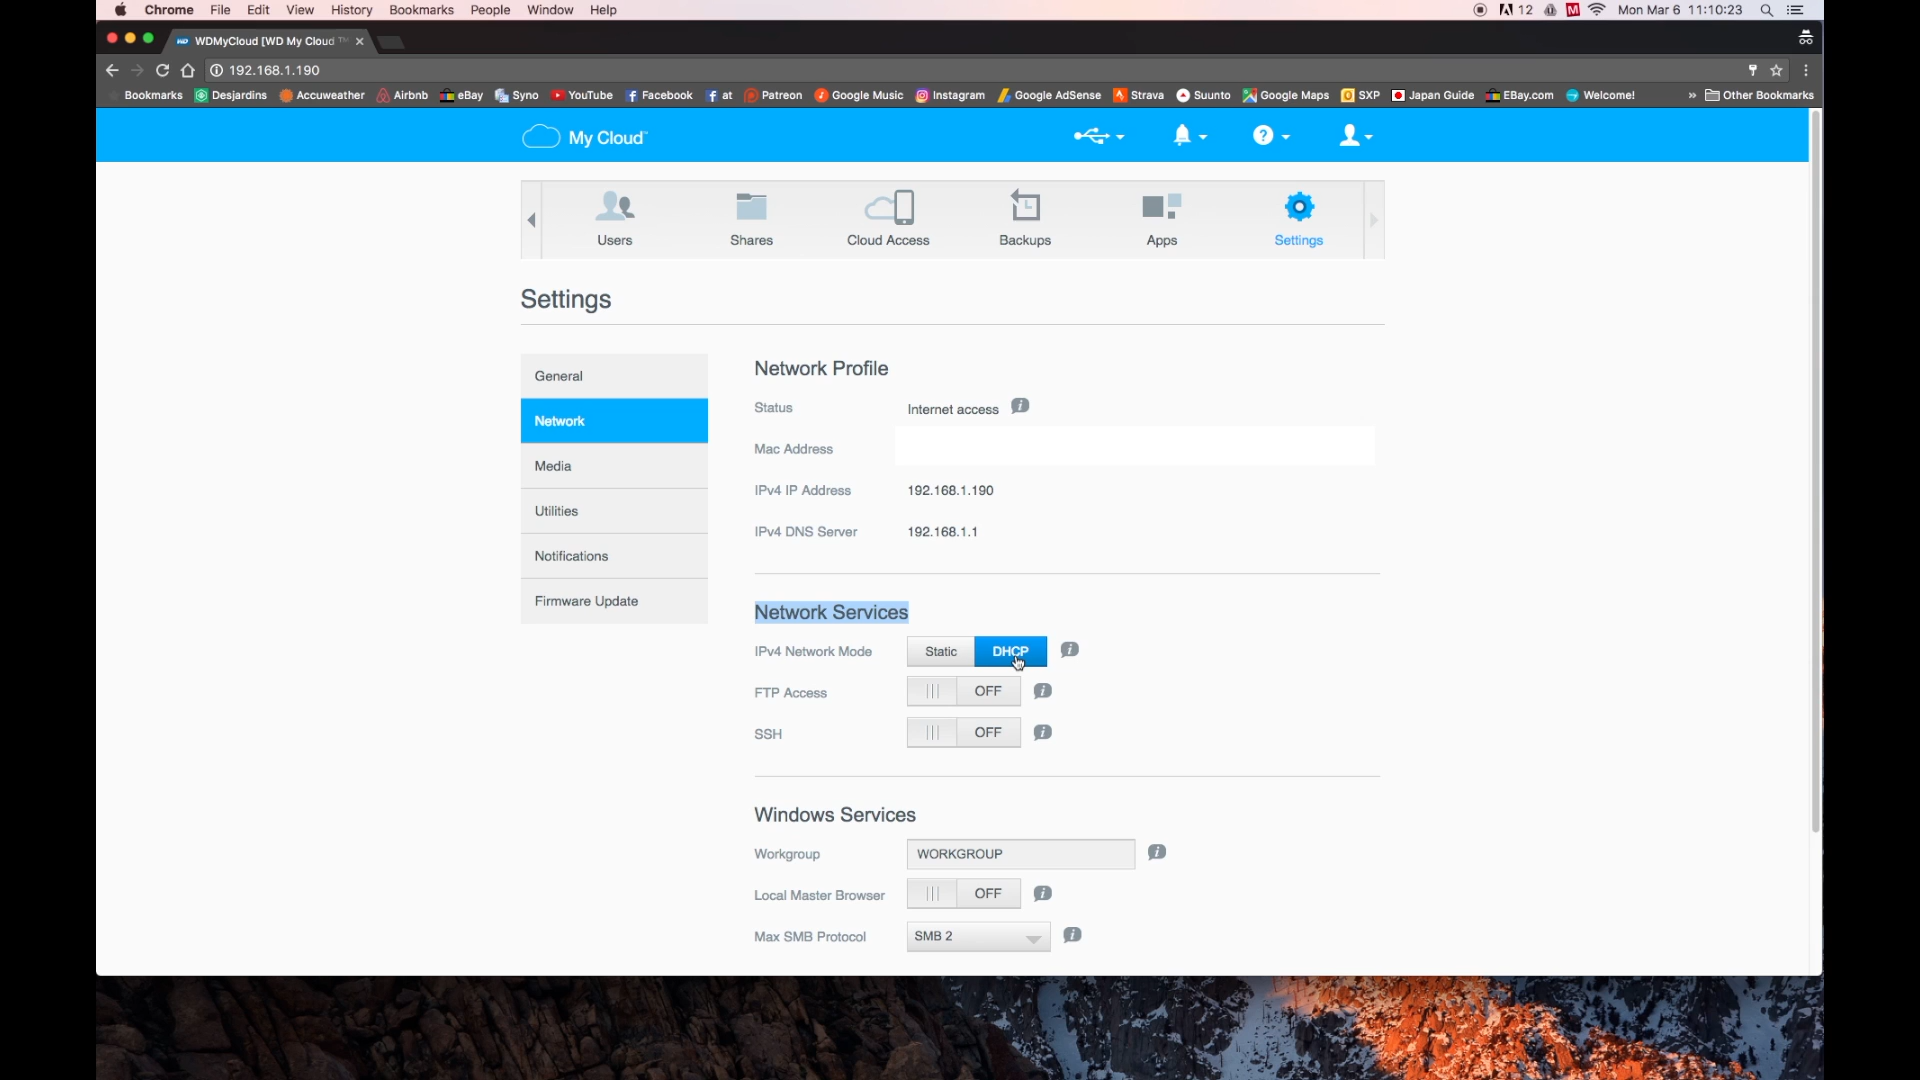 Chrome File Edit View History Bookmarks People Window Help 12 M Mon Mar 6 11:10:23
WDMyCloud [WD My Cloud ™
192.168.1.190
Bookmarks Desjardins Accuweather Airbnb eBay Syno YouTube Facebook at Patreon Google Music Instagram Google AdSense Strava Suunto Google Maps SXP Japan Guide EBay.com Welcome! » Other Bookmarks
My Cloud™
Users Shares Cloud Access Backups Apps Settings
Settings
General
Network
Media
Utilities
Notifications
Firmware Update
Network Profile
Status Internet access
Mac Address
IPv4 IP Address 192.168.1.190
IPv4 DNS Server 192.168.1.1
Network Services
IPv4 Network Mode Static DHCP
FTP Access OFF
SSH OFF
Windows Services
Workgroup WORKGROUP
Local Master Browser OFF
Max SMB Protocol SMB 2